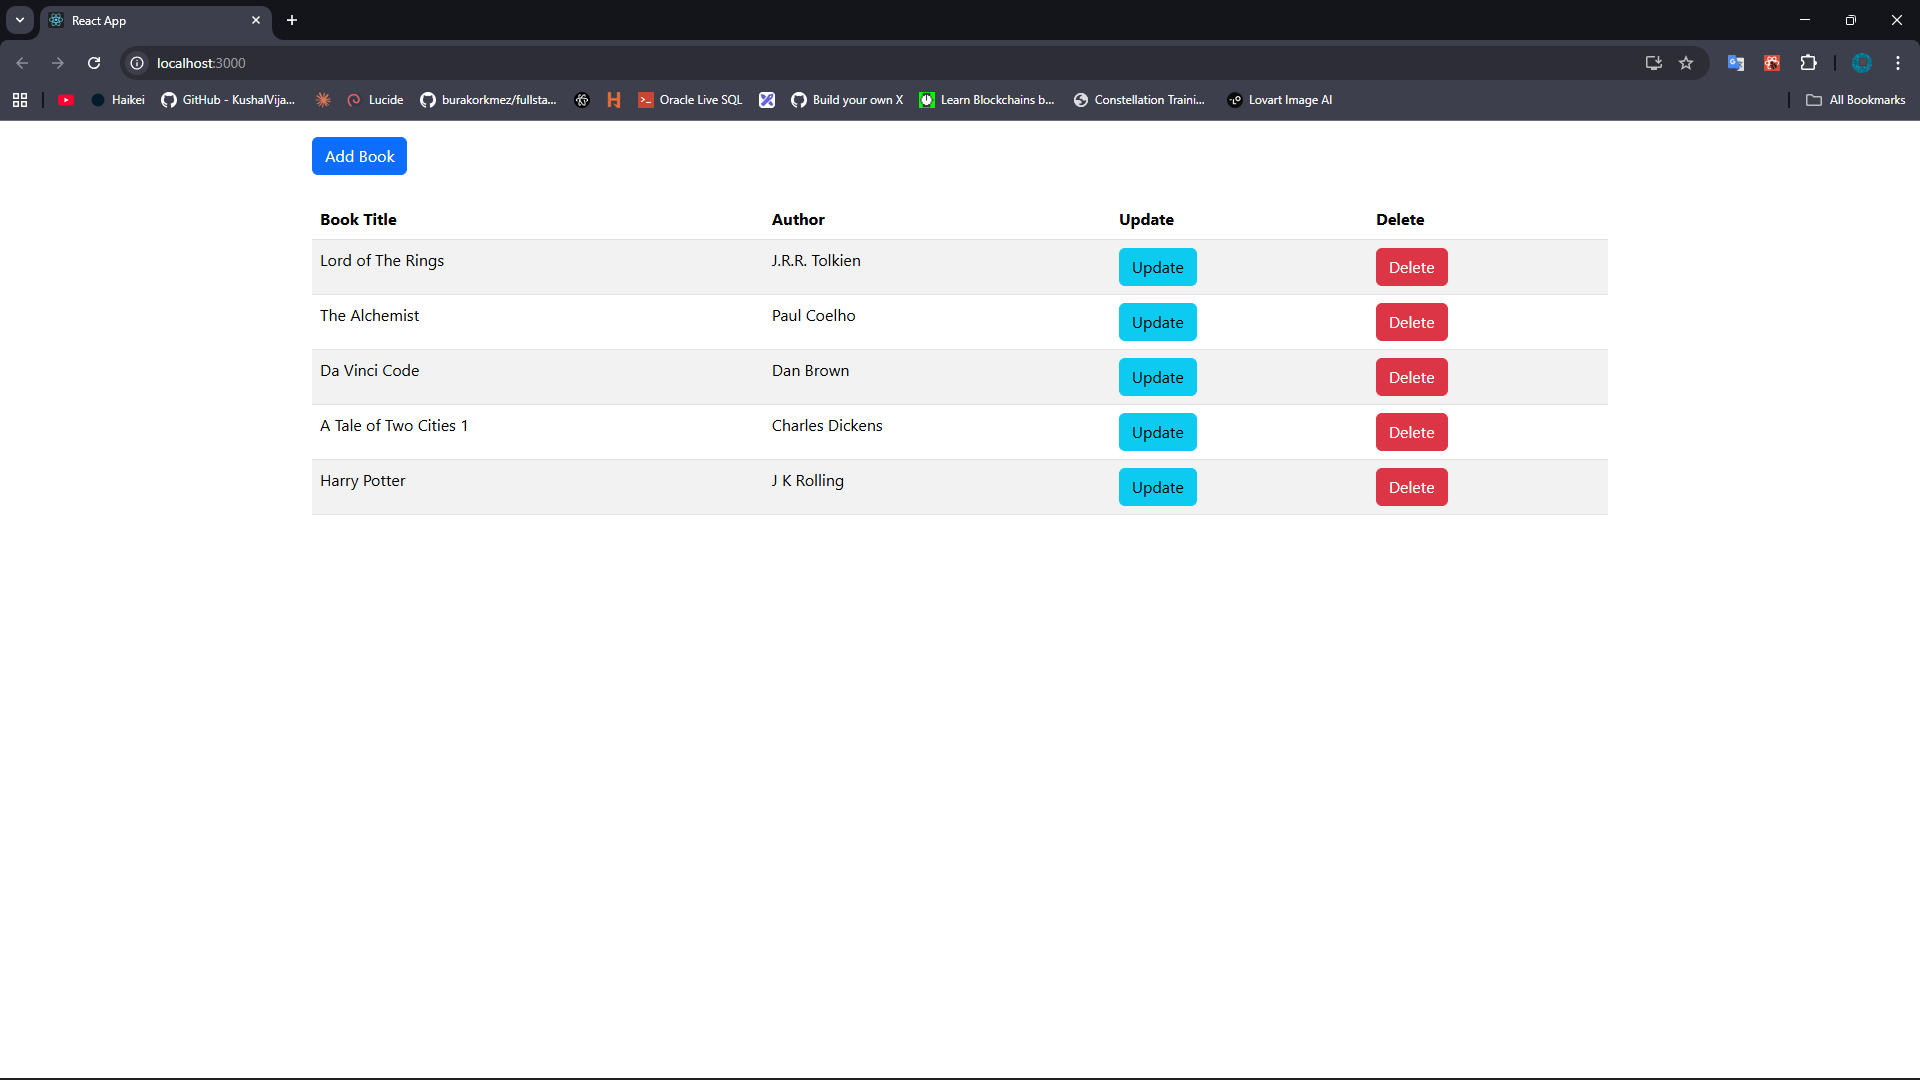 React App
localhost:3000
Haikei GitHub - KushalVija... Lucide burakorkmez/fullsta... Oracle Live SQL Build your own X Learn Blockchains b... Constellation Traini... Lovart Image AI All Bookmarks
Add Book
Book Title Author Update Delete
Lord of The Rings J.R.R. Tolkien Update Delete
The Alchemist Paul Coelho Update Delete
Da Vinci Code Dan Brown Update Delete
A Tale of Two Cities 1 Charles Dickens Update Delete
Harry Potter J K Rolling Update Delete